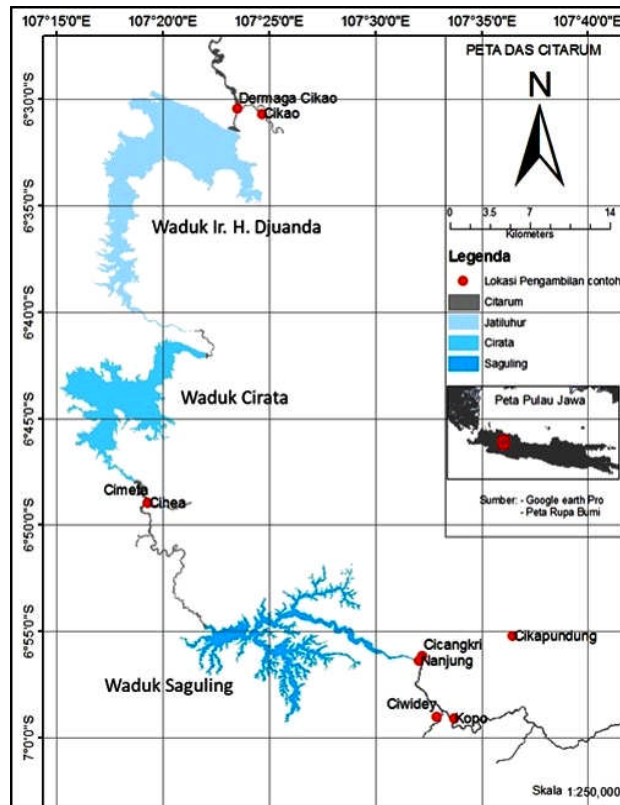 107°15'0"E 107°20'0"E 107°25'0"E 107°30'0"E 107°35'0"E 107°40'0"E
PETA DAS CITARUM
N
6°30'0"S
Dermaga Cikao
Cikao
6°35'0"S
Waduk Ir. H. Djuanda
0 3.5 7 14
Kilometers
Legenda
Lokasi Pengambilan contoh
Citarum
Jatiluhur
Cirata
Saguling
6°40'0"S
Waduk Cirata
Peta Pulau Jawa
6°45'0"S
Sumber: - Google earth Pro
- Peta Rupa Bumi
Cimeta
Cihea
6°50'0"S
6°55'0"S
Cikapundung
Cicangkri
Nanjung
Waduk Saguling
Ciwidey
Kopo
7°0'0"S
Skala 1:250,000